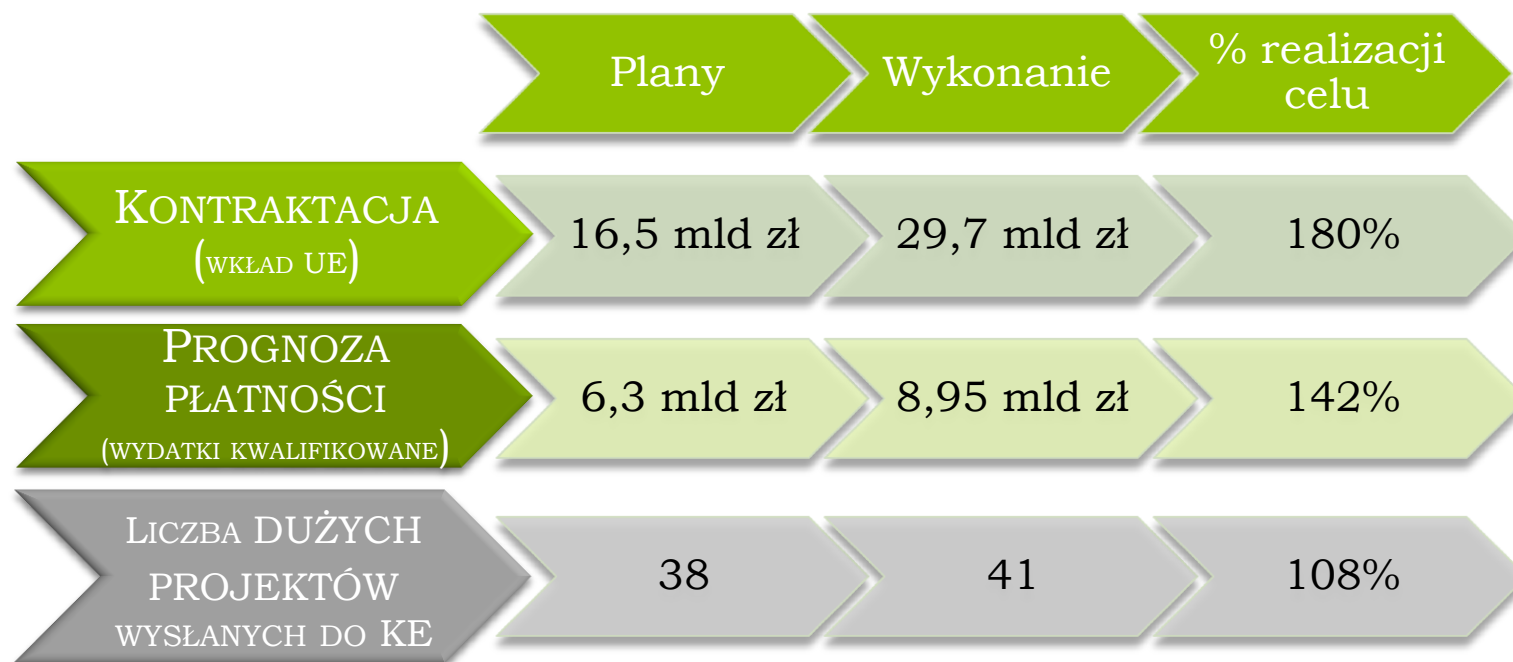 Plany
Wykonanie
% realizacji
celu
KONTRAKTACJA
(WKŁAD UE)
16,5 mld zł
29,7 mld zł
180%
PROGNOZA
PŁATNOŚCI
(WYDATKI KWALIFIKOWANE)
6,3 mld zł
8,95 mld zł
142%
LICZBA DUŻYCH
PROJEKTÓW
WYSŁANYCH DO KE
38
41
108%